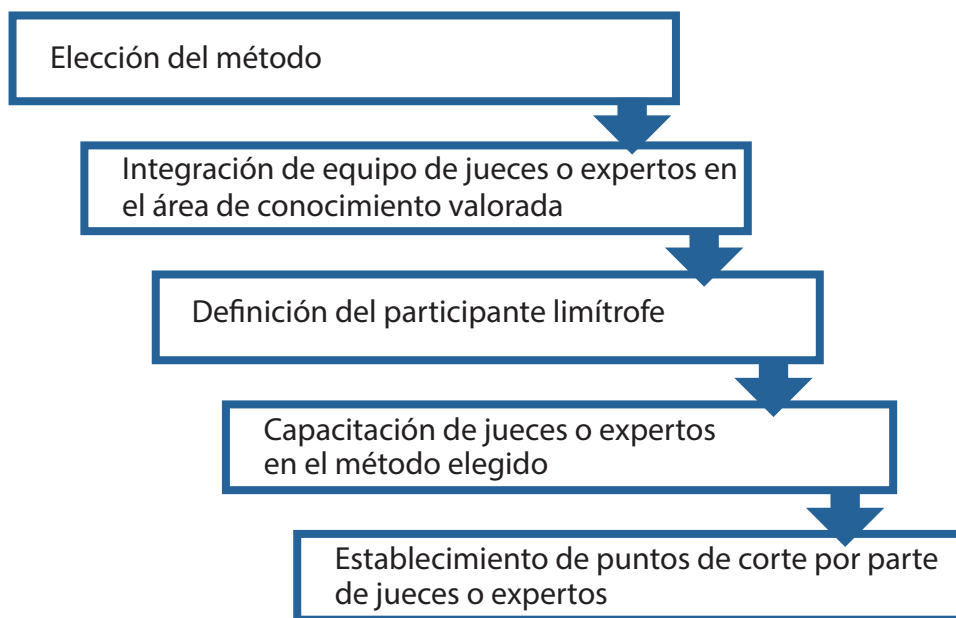 Elección del método
Integración de equipo de jueces o expertos en
el área de conocimiento valorada
Definición del participante limítrofe
Capacitación de jueces o expertos
en el método elegido
Establecimiento de puntos de corte por parte
de jueces o expertos